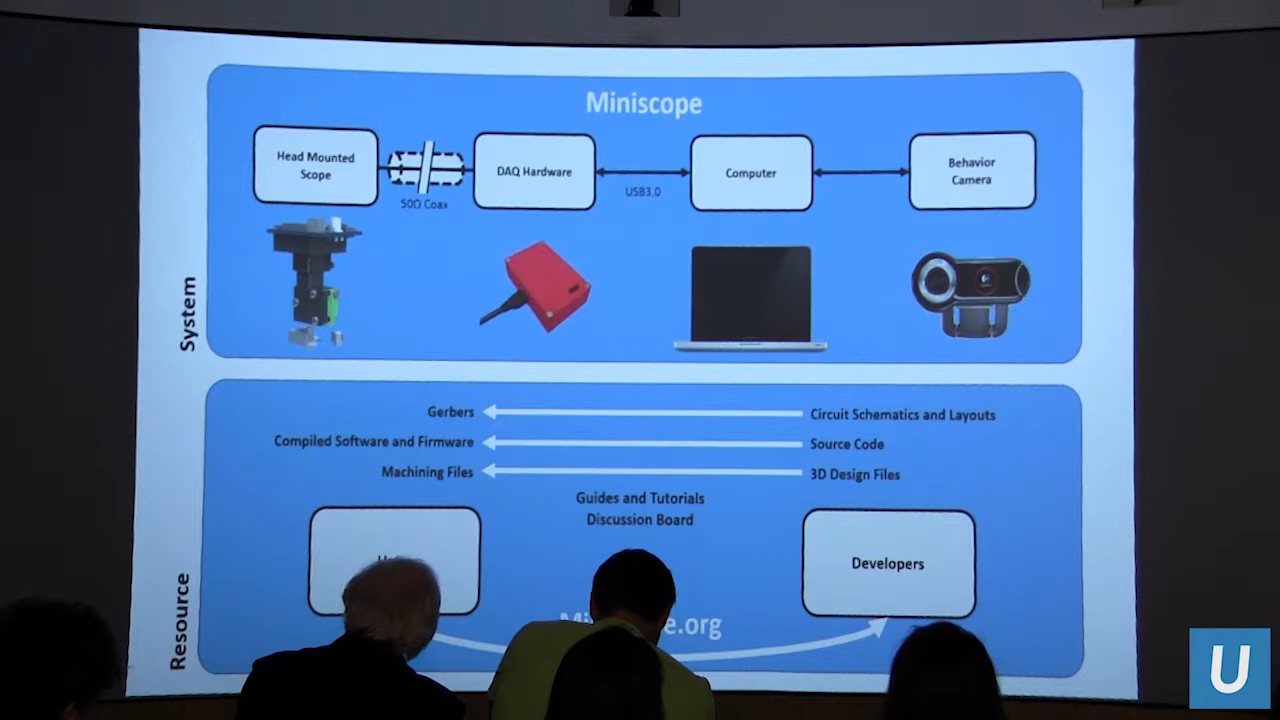 Miniscope
Head Mounted
Scope
50Ω Coax
DAQ Hardware
USB3.0
Computer
Behavior
Camera
System
Gerbers
Circuit Schematics and Layouts
Compiled Software and Firmware
Source Code
Machining Files
3D Design Files
Guides and Tutorials
Discussion Board
Developers
Resource
U